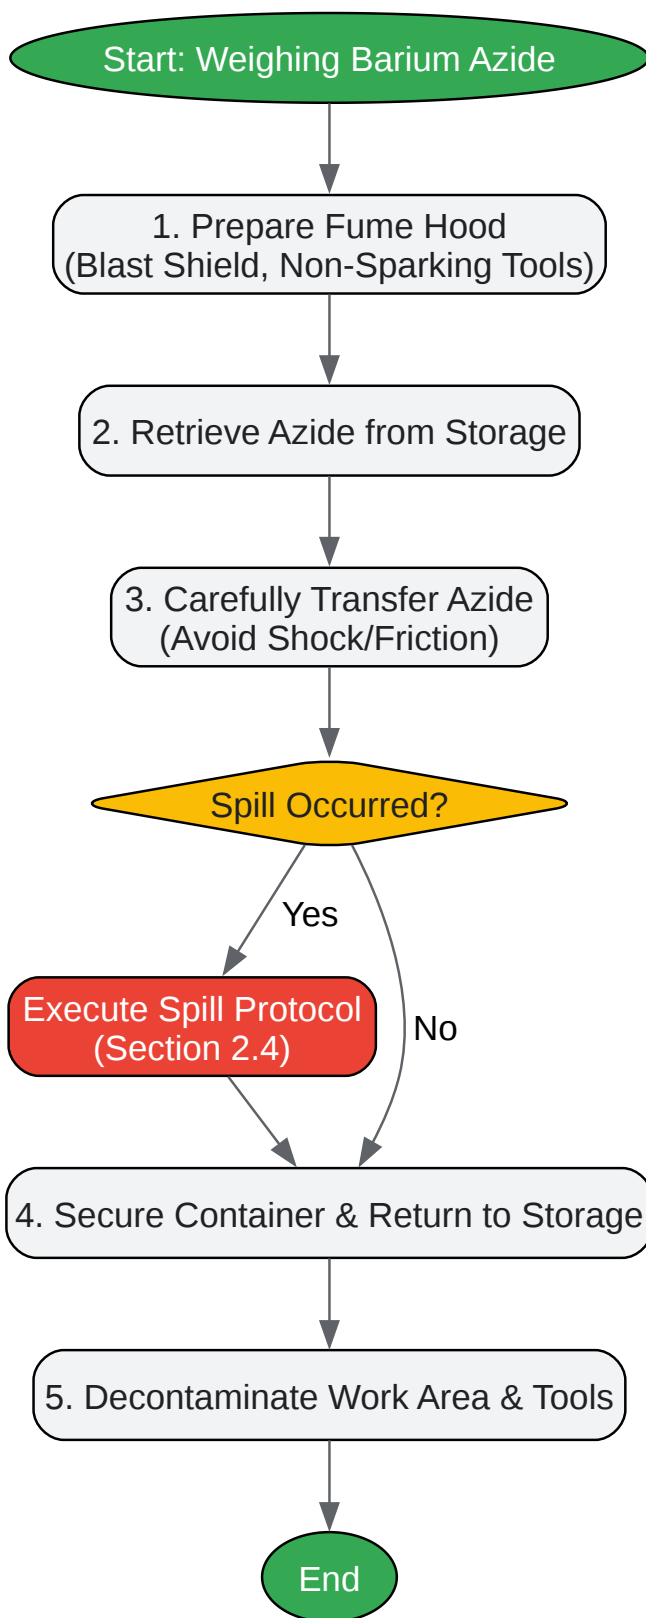 Start: Weighing Barium Azide
1. Prepare Fume Hood
(Blast Shield, Non-Sparking Tools)
2. Retrieve Azide from Storage
3. Carefully Transfer Azide
(Avoid Shock/Friction)
Spill Occurred?
Yes
Execute Spill Protocol
(Section 2.4)
No
4. Secure Container & Return to Storage
5. Decontaminate Work Area & Tools
End